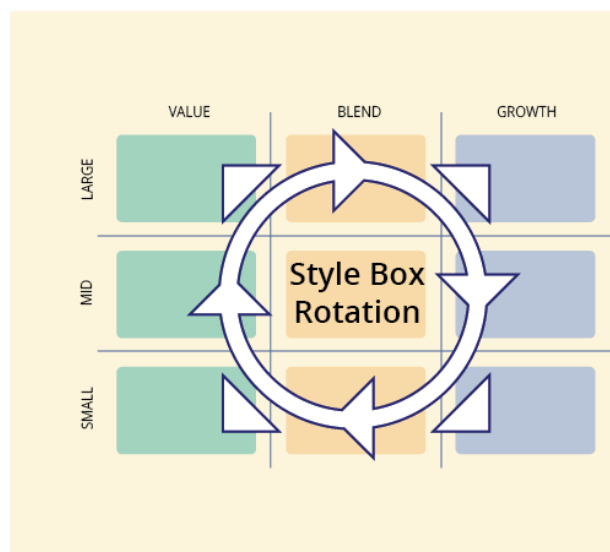 VALUE BLEND GROWTH
LARGE
MID
Style Box
Rotation
SMALL